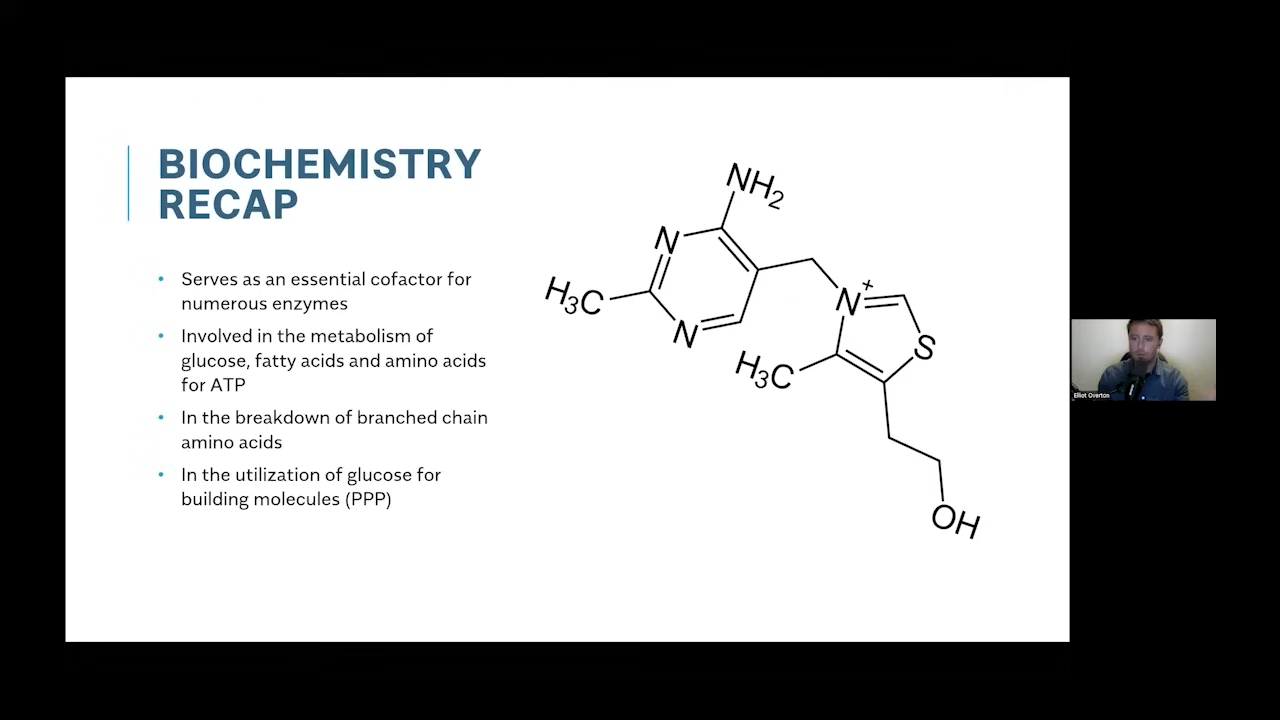 BIOCHEMISTRY
RECAP
• Serves as an essential cofactor for
numerous enzymes
• Involved in the metabolism of
glucose, fatty acids and amino acids
for ATP
• In the breakdown of branched chain
amino acids
• In the utilization of glucose for
building molecules (PPP)
NH2
N
H3C
N
N+
S
H3C
OH
Elliot Overton